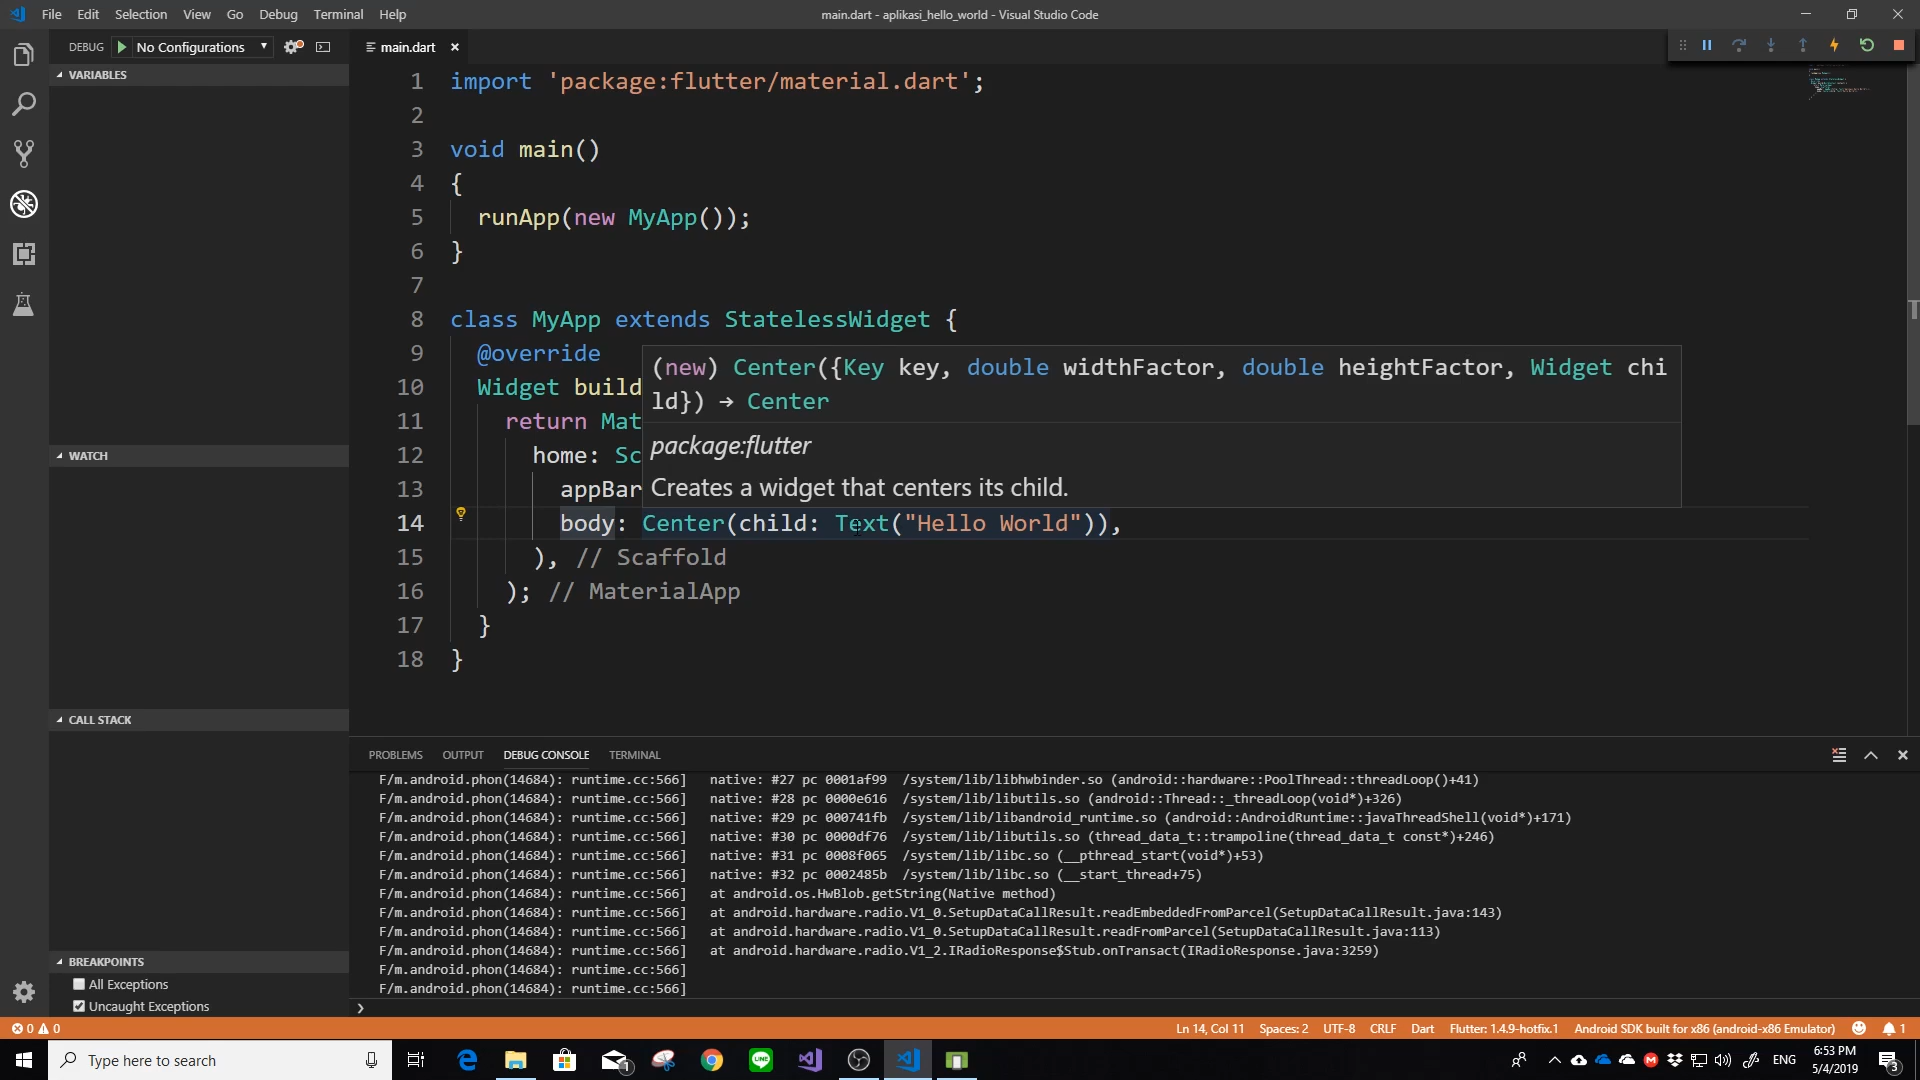 File Edit Selection View Go Debug Terminal Help
main.dart - aplikasi_hello_world - Visual Studio Code
DEBUG No Configurations
main.dart
VARIABLES
WATCH
CALL STACK
BREAKPOINTS
All Exceptions
Uncaught Exceptions
1 import 'package:flutter/material.dart';
2
3 void main()
4 {
5 runApp(new MyApp());
6 }
7
8 class MyApp extends StatelessWidget {
9 @override
10 Widget build
11 return Mat
12 home: Sc
13 appBar
(new) Center({Key key, double widthFactor, double heightFactor, Widget chi
ld}) → Center
package:flutter
Creates a widget that centers its child.
14 body: Center(child: Text("Hello World")),
15 ), // Scaffold
16 ); // MaterialApp
17 }
18 }
PROBLEMS OUTPUT DEBUG CONSOLE TERMINAL
F/m.android.phon(14684): runtime.cc:566] native: #27 pc 0001af99 /system/lib/libhwbinder.so (android::hardware::PoolThread::threadLoop()+41)
F/m.android.phon(14684): runtime.cc:566] native: #28 pc 0000e616 /system/lib/libutils.so (android::Thread::_threadLoop(void*)+326)
F/m.android.phon(14684): runtime.cc:566] native: #29 pc 000741fb /system/lib/libandroid_runtime.so (android::AndroidRuntime::javaThreadShell(void*)+171)
F/m.android.phon(14684): runtime.cc:566] native: #30 pc 0000df76 /system/lib/libutils.so (thread_data_t::trampoline(thread_data_t const*)+246)
F/m.android.phon(14684): runtime.cc:566] native: #31 pc 0008f065 /system/lib/libc.so (__pthread_start(void*)+53)
F/m.android.phon(14684): runtime.cc:566] native: #32 pc 0002485b /system/lib/libc.so (__start_thread+75)
F/m.android.phon(14684): runtime.cc:566] at android.os.HwBlob.getString(Native method)
F/m.android.phon(14684): runtime.cc:566] at android.hardware.radio.V1_0.SetupDataCallResult.readEmbeddedFromParcel(SetupDataCallResult.java:143)
F/m.android.phon(14684): runtime.cc:566] at android.hardware.radio.V1_0.SetupDataCallResult.readFromParcel(SetupDataCallResult.java:113)
F/m.android.phon(14684): runtime.cc:566] at android.hardware.radio.V1_2.IRadioResponse$Stub.onTransact(IRadioResponse.java:3259)
F/m.android.phon(14684): runtime.cc:566]
F/m.android.phon(14684): runtime.cc:566]
0 0
Ln 14, Col 11 Spaces: 2 UTF-8 CRLF Dart Flutter: 1.4.9-hotfix.1 Android SDK built for x86 (android-x86 Emulator) 1
Type here to search
1
LINE
ENG
6:53 PM
5/4/2019
3